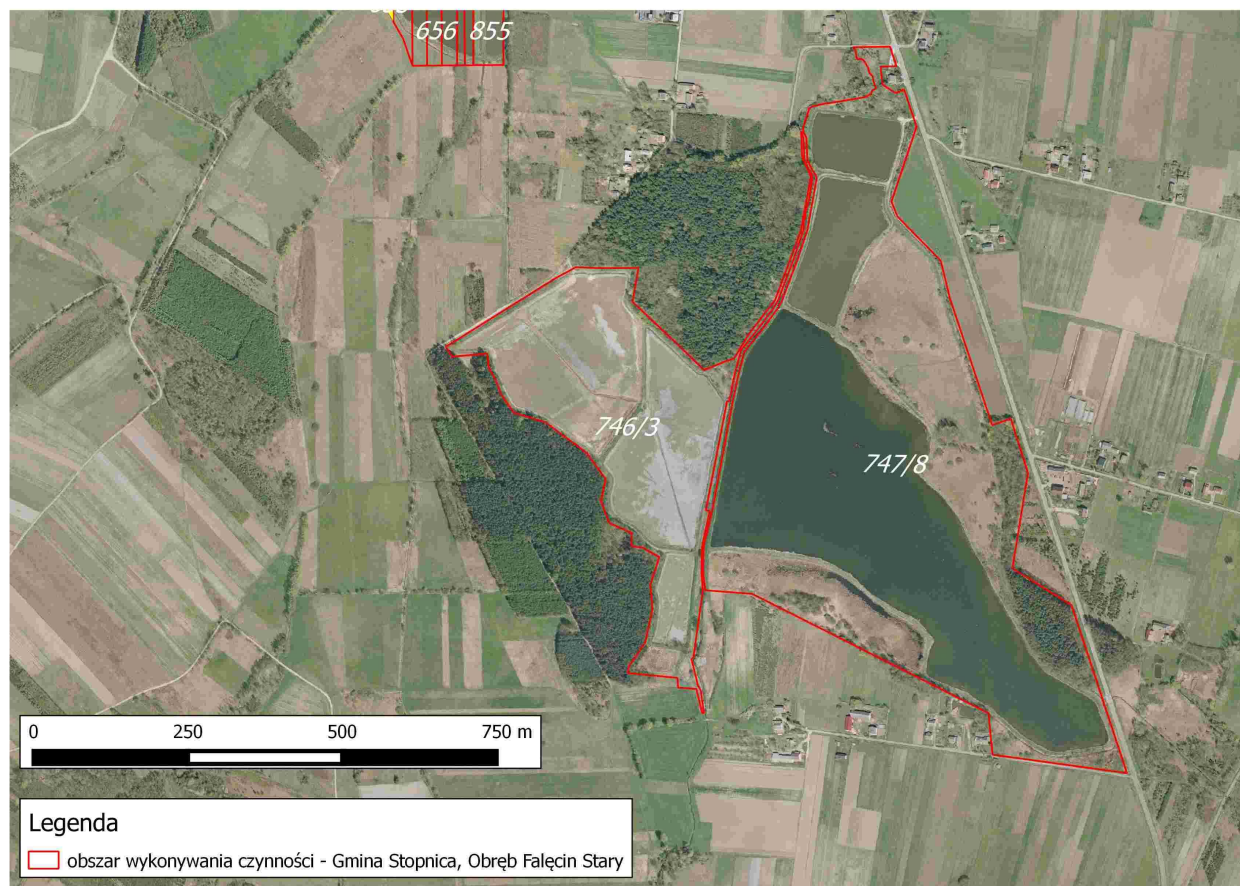 656 855
746/3
747/8
0 250 500 750 m
Legenda
obszar wykonywania czynności - Gmina Stopnica, Obręb Falęcin Stary